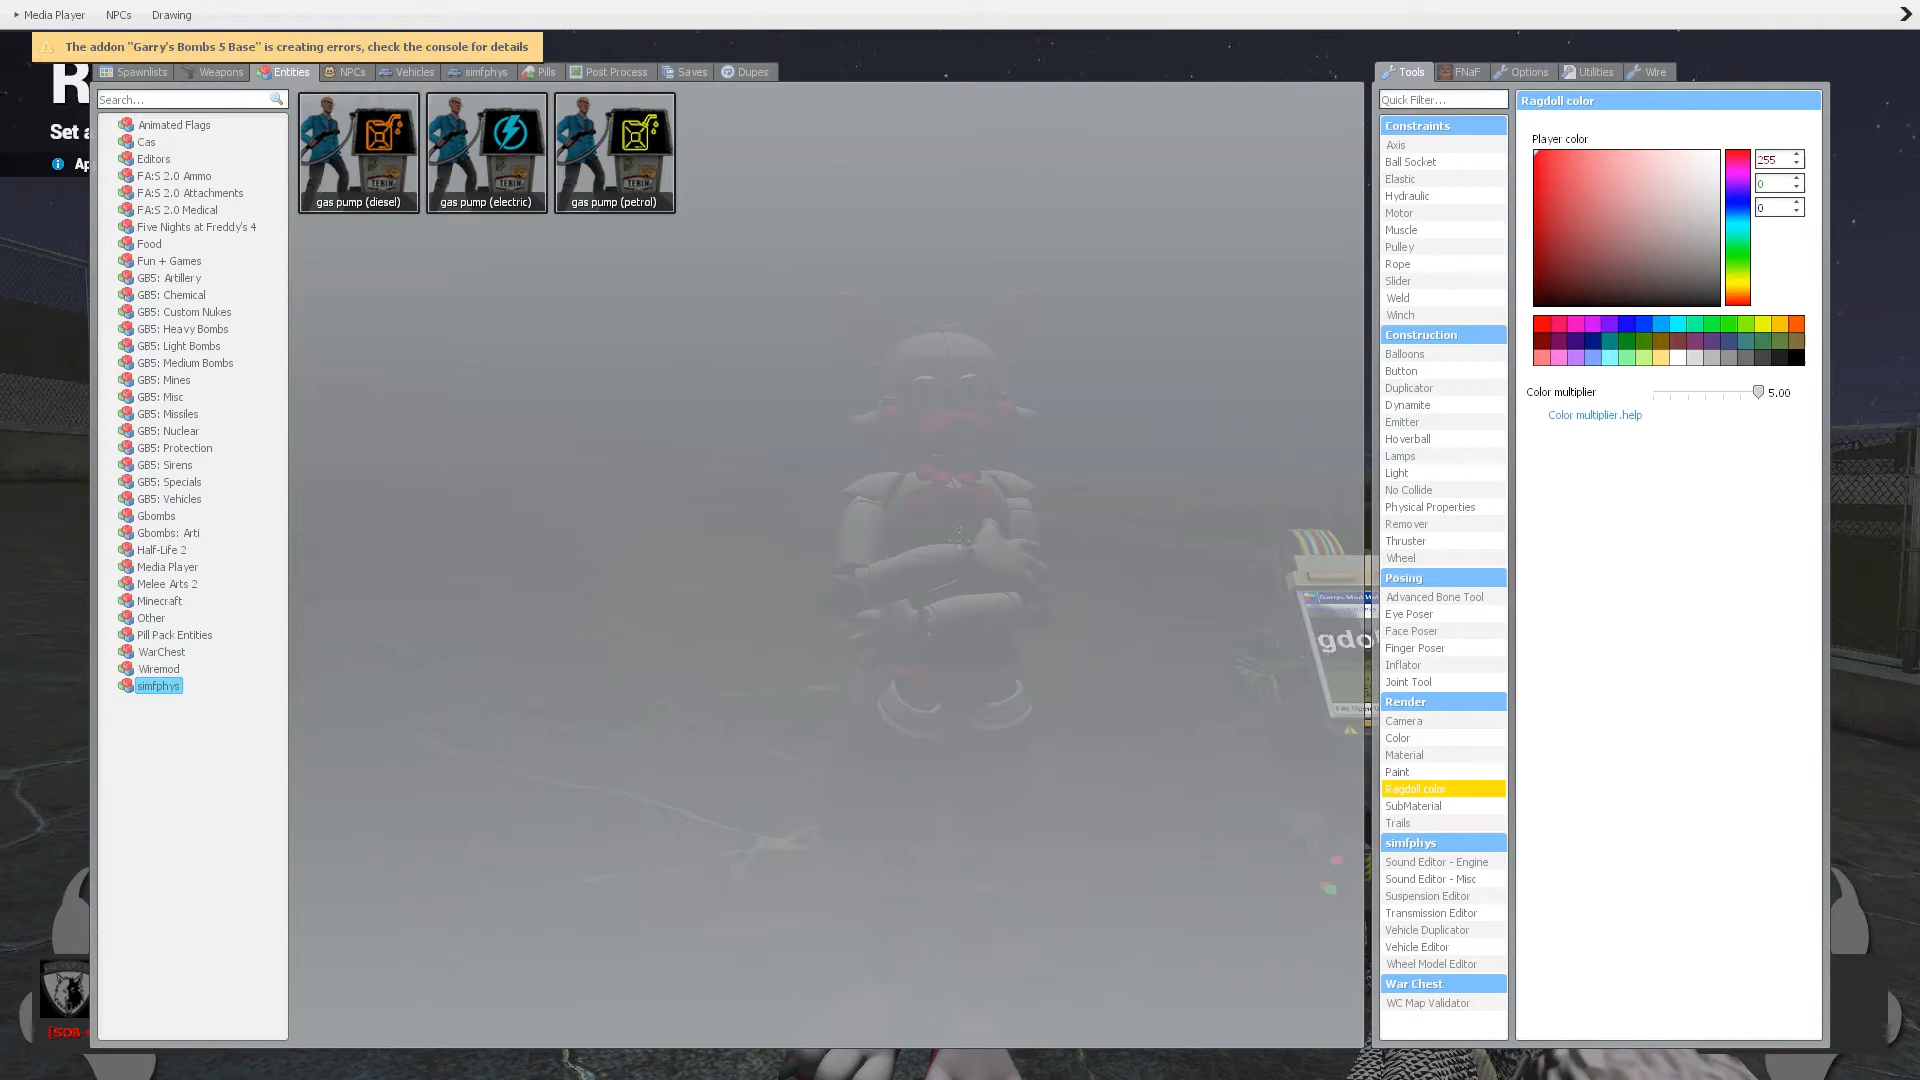 Media Player NPCs Drawing
The addon "Garry's Bombs 5 Base" is creating errors, check the console for details
R
Set a
Ap
Spawnlists Weapons Entities NPCs Vehicles simfphys Pills Post Process Saves Dupes
Search...
Animated Flags
Cas
Editors
FA:S 2.0 Ammo
FA:S 2.0 Attachments
FA:S 2.0 Medical
Five Nights at Freddy's 4
Food
Fun + Games
GB5: Artillery
GB5: Chemical
GB5: Custom Nukes
GB5: Heavy Bombs
GB5: Light Bombs
GB5: Medium Bombs
GB5: Mines
GB5: Misc
GB5: Missiles
GB5: Nuclear
GB5: Protection
GB5: Sirens
GB5: Specials
GB5: Vehicles
Gbombs
Gbombs: Arti
Half-Life 2
Media Player
Melee Arts 2
Minecraft
Other
Pill Pack Entities
WarChest
Wiremod
simfphys
gas pump (diesel)
gas pump (electric)
gas pump (petrol)
gdo
[SDB
Tools FNaF Options Utilities Wire
Quick Filter...
Constraints
Axis
Ball Socket
Elastic
Hydraulic
Motor
Muscle
Pulley
Rope
Slider
Weld
Winch
Construction
Balloons
Button
Duplicator
Dynamite
Emitter
Hoverball
Lamps
Light
No Collide
Physical Properties
Remover
Thruster
Wheel
Posing
Advanced Bone Tool
Eye Poser
Face Poser
Finger Poser
Inflator
Joint Tool
Render
Camera
Color
Material
Paint
Ragdoll color
SubMaterial
Trails
simfphys
Sound Editor - Engine
Sound Editor - Misc
Suspension Editor
Transmission Editor
Vehicle Duplicator
Vehicle Editor
Wheel Model Editor
War Chest
WC Map Validator
Ragdoll color
Player color
255
0
0
Color multiplier 5.00
Color multiplier.help